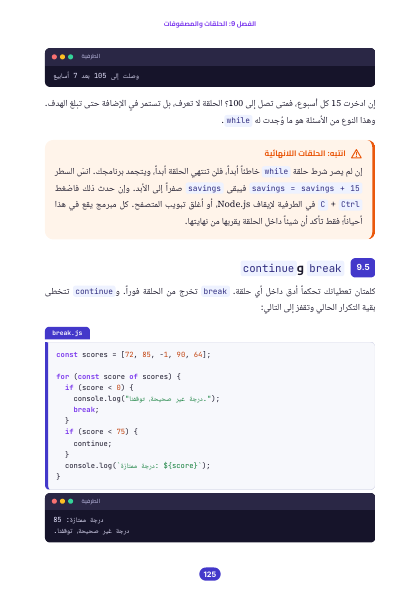 الفصل 9: الحلقات والمصفوفات
الطرفية
وصلت إلى 105 بعد 7 أسابيع
إن ادخرت 15 كل أسبوع، فمتى تصل إلى 100؟ الحلقة لا تعرف، بل تستمر في الإضافة حتى تبلغ الهدف.
وهذا النوع من الأسئلة هو ما وُجدت له while .
انتبه: الحلقات اللانهائية
إن لم يصر شرط حلقة while خاطئاً أبداً، فلن تنتهي الحلقة أبداً، ويتجمد برنامجك. انسَ السطر
savings = savings + 15 فيبقى savings صفراً إلى الأبد. وإن حدث ذلك فاضغط
Ctrl + C في الطرفية لإيقاف Node.js، أو أغلق تبويب المتصفح. كل مبرمج يقع في هذا
أحياناً؛ فقط تأكد أن شيئاً داخل الحلقة يقربها من نهايتها.
9.5 break و continue
كلمتان تعطيانك تحكماً أدق داخل أي حلقة. break تخرج من الحلقة فوراً. و continue تتخطى
بقية التكرار الحالي وتقفز إلى التالي:
break.js
const scores = [72, 85, -1, 90, 64];
for (const score of scores) {
if (score < 0) {
console.log("درجة غير صحيحة، توقفنا.");
break;
}
if (score < 75) {
continue;
}
console.log(`درجة ممتازة: ${score}`);
}
الطرفية
درجة ممتازة: 85
درجة غير صحيحة، توقفنا.
125